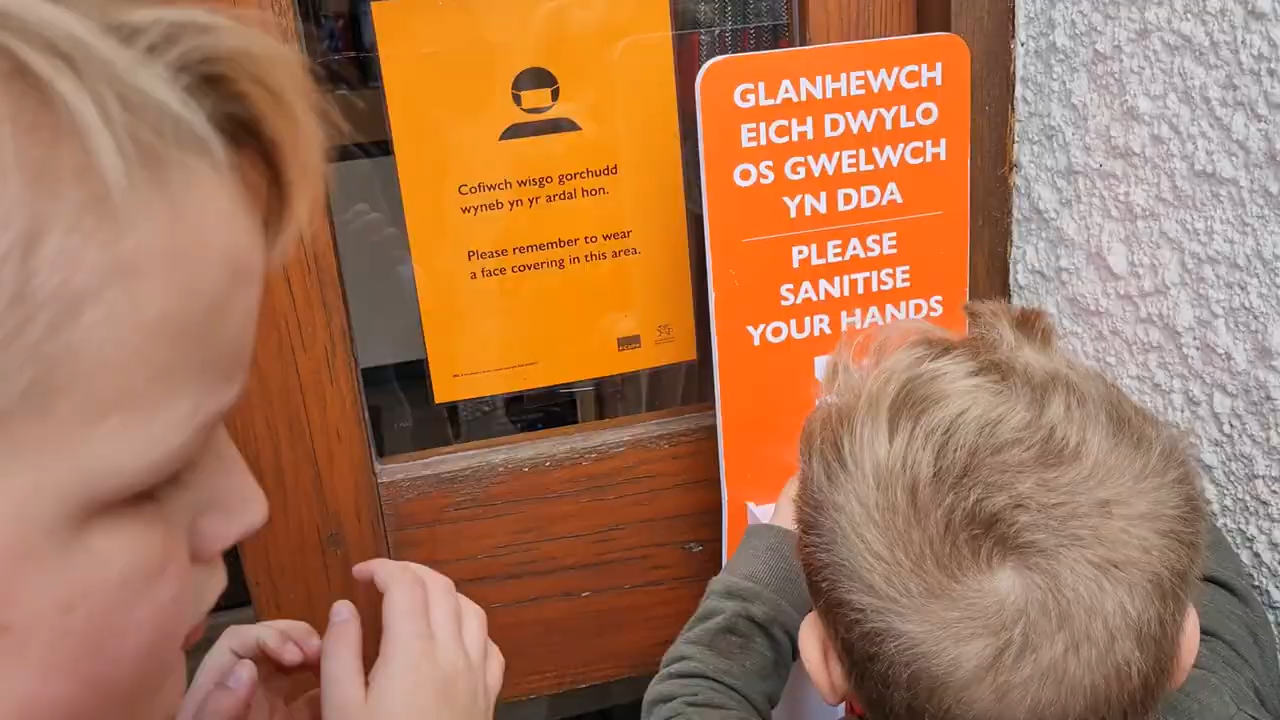 Cofiwch wisgo gorchudd
wyneb yn yr ardal hon.
Please remember to wear
a face covering in this area.
GLANHEWCH
EICH DWYLO
OS GWELWCH
YN DDA
PLEASE
SANITISE
YOUR HANDS